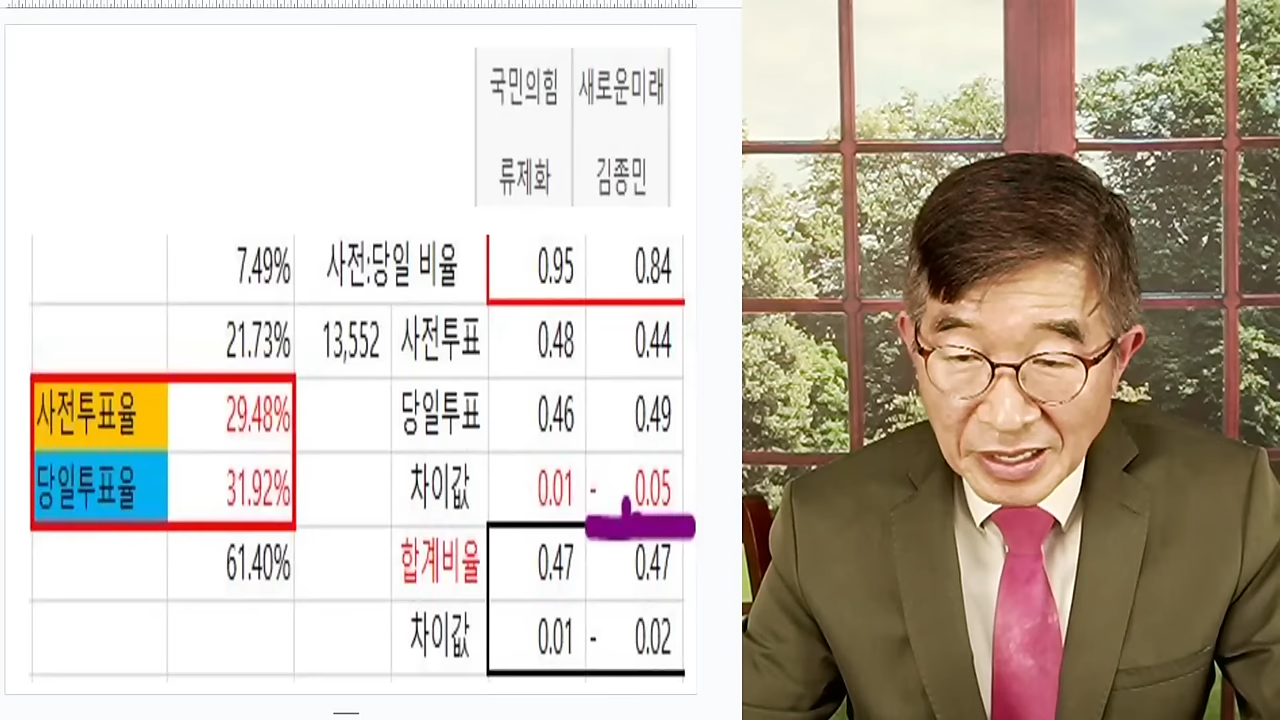 국민의힘 새로운미래
류제화 김종민
7.49% 사전:당일 비율 0.95 0.84
21.73% 13,552 사전투표 0.48 0.44
사전투표율 29.48% 당일투표 0.46 0.49
당일투표율 31.92% 차이값 0.01 - 0.05
61.40% 합계비율 0.47 0.47
차이값 0.01 - 0.02